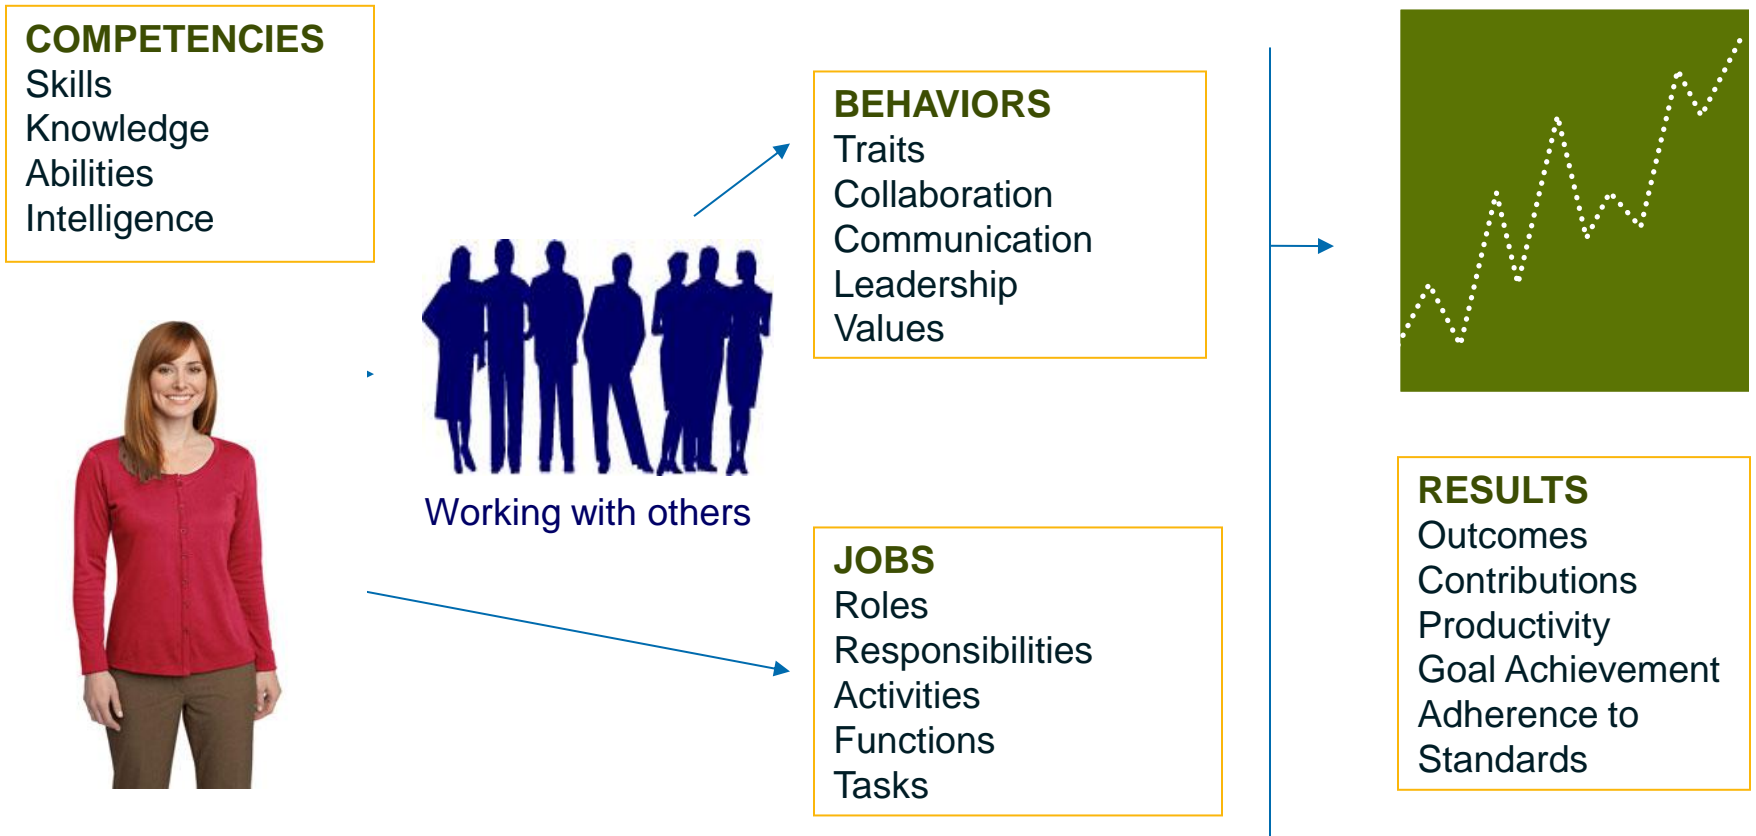 COMPETENCIES
Skills
Knowledge
Abilities
Intelligence
Working with others
BEHAVIORS
Traits
Collaboration
Communication
Leadership
Values
JOBS
Roles
Responsibilities
Activities
Functions
Tasks
RESULTS
Outcomes
Contributions
Productivity
Goal Achievement
Adherence to
Standards